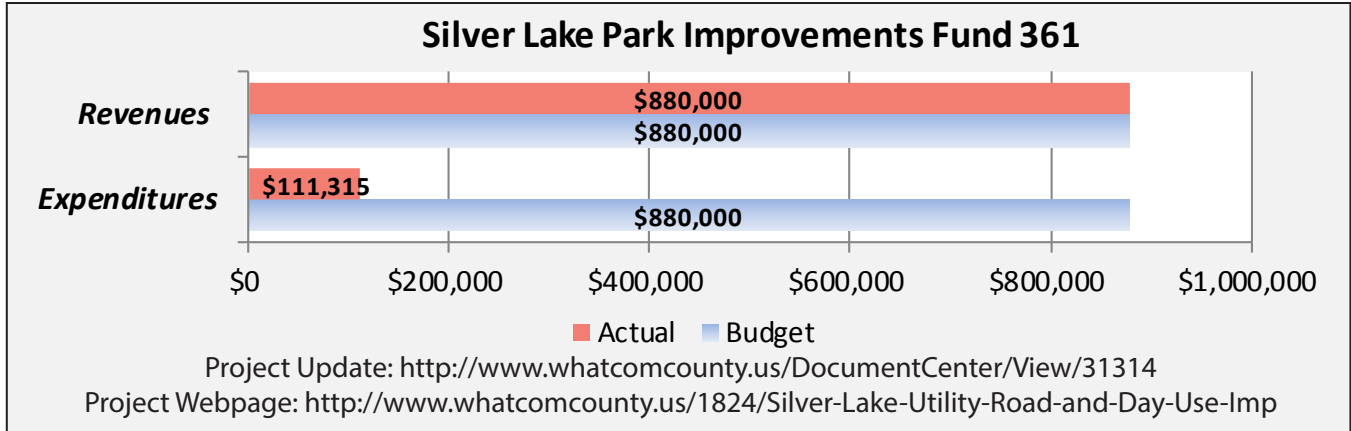 Silver Lake Park Improvements Fund 361
Revenues
$880,000
$880,000
Expenditures
$111,315
$880,000
$0 $200,000 $400,000 $600,000 $800,000 $1,000,000
Actual Budget
Project Update: http://www.whatcomcounty.us/DocumentCenter/View/31314
Project Webpage: http://www.whatcomcounty.us/1824/Silver-Lake-Utility-Road-and-Day-Use-Imp